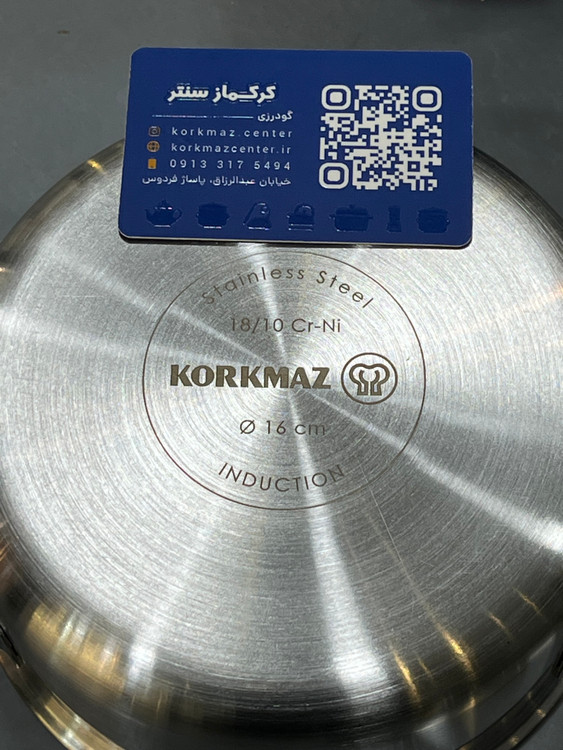 کرکماز سنتر
گودرزی
korkmaz.center
korkmazcenter.ir
0913 317 5494
خیابان عبدالرزاق، پاساژ فردوس
Stainless Steel
18/10 Cr-Ni
KORKMAZ
Ø 16 cm
INDUCTION